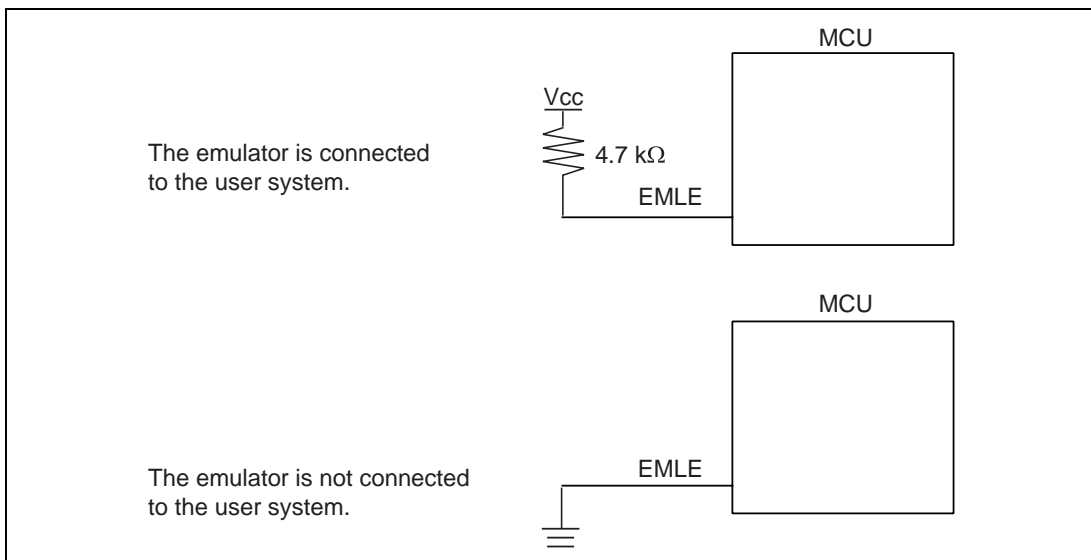 MCU
Vcc
4.7 kΩ
The emulator is connected
to the user system.
EMLE
MCU
EMLE
The emulator is not connected
to the user system.